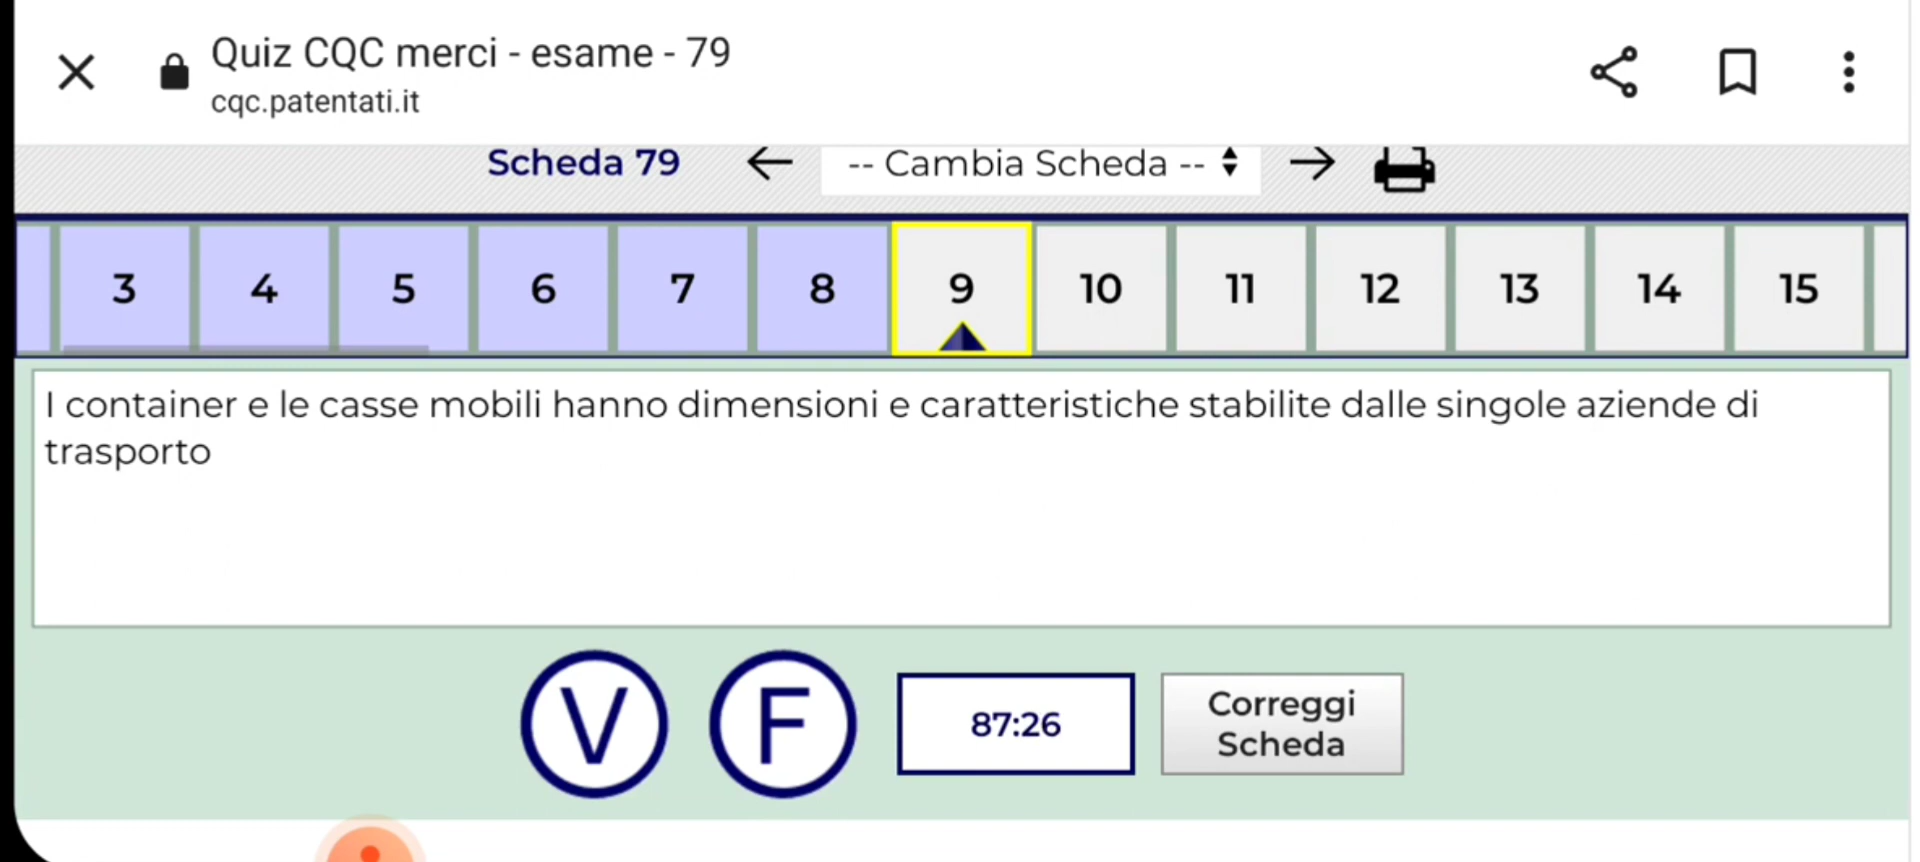 Quiz CQC merci - esame - 79
cqc.patentati.it
Scheda 79
-- Cambia Scheda --
3 4 5 6 7 8 9 10 11 12 13 14 15
I container e le casse mobili hanno dimensioni e caratteristiche stabilite dalle singole aziende di
trasporto
V F 87:26 Correggi
Scheda